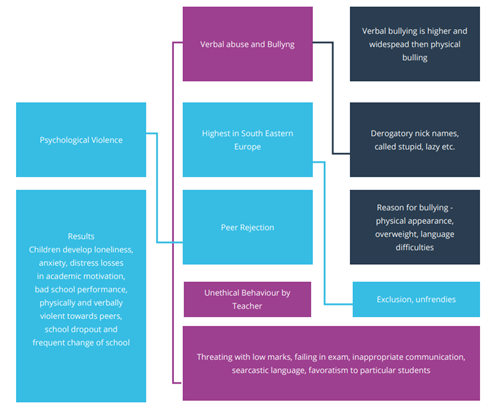 Verbal abuse and Bullyng
Verbal bullying is higher and
widespread then physical
bulling
Psychological Violence
Highest in South Eastern
Europe
Derogatory nick names,
called stupid, lazy etc.
Results
Children develop loneliness,
anxiety, distress losses
in academic motivation,
bad school performance,
physically and verbally
violent towards peers,
school dropout and
frequent change of school
Peer Rejection
Reason for bullying -
physical appearance,
overweight, language
difficulties
Unethical Behaviour by
Teacher
Exclusion, unfrendies
Threating with low marks, failing in exam, inappropriate communication,
searcastic language, favoratism to particular students